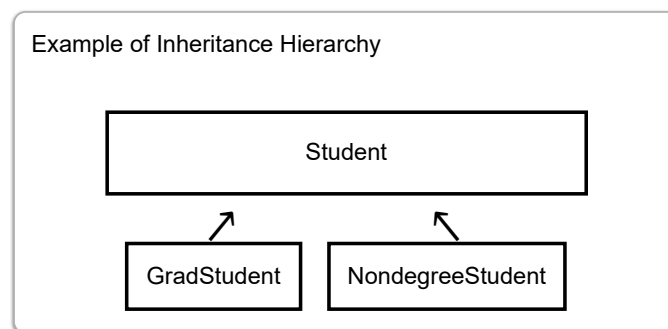 Example of Inheritance Hierarchy
Student
GradStudent
NondegreeStudent